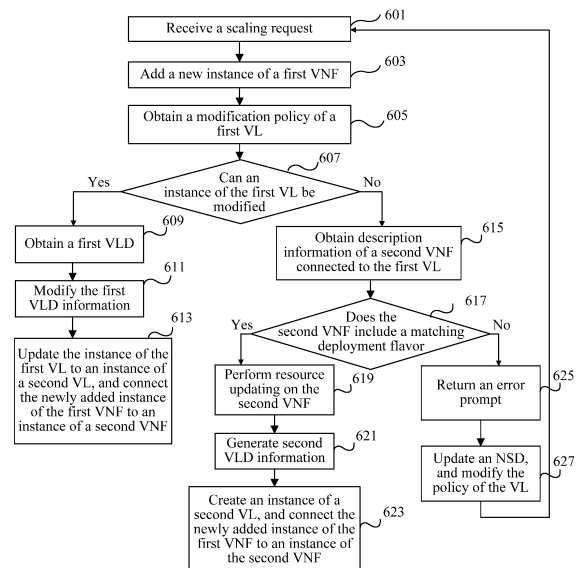 Receive a scaling request
601
Add a new instance of a first VNF
603
Obtain a modification policy of
a first VL
605
607
Can an
instance of the first VL be
modified
Yes
No
Obtain a first VLD
609
Modify the first
VLD information
611
613
Update the instance of the
first VL to an instance of
a second VL, and connect
the newly added instance
of the first VNF to an
instance of a second VNF
Obtain description
information of a second VNF
connected to the first VL
615
617
Does the
second VNF include a matching
deployment flavor
Yes
No
Perform resource
updating on the
second VNF
619
Generate second
VLD information
621
Create an instance of a
second VL, and connect the
newly added instance of the
first VNF to an instance of
the second VNF
623
Return an error
prompt
625
Update an NSD,
and modify the
policy of the VL
627